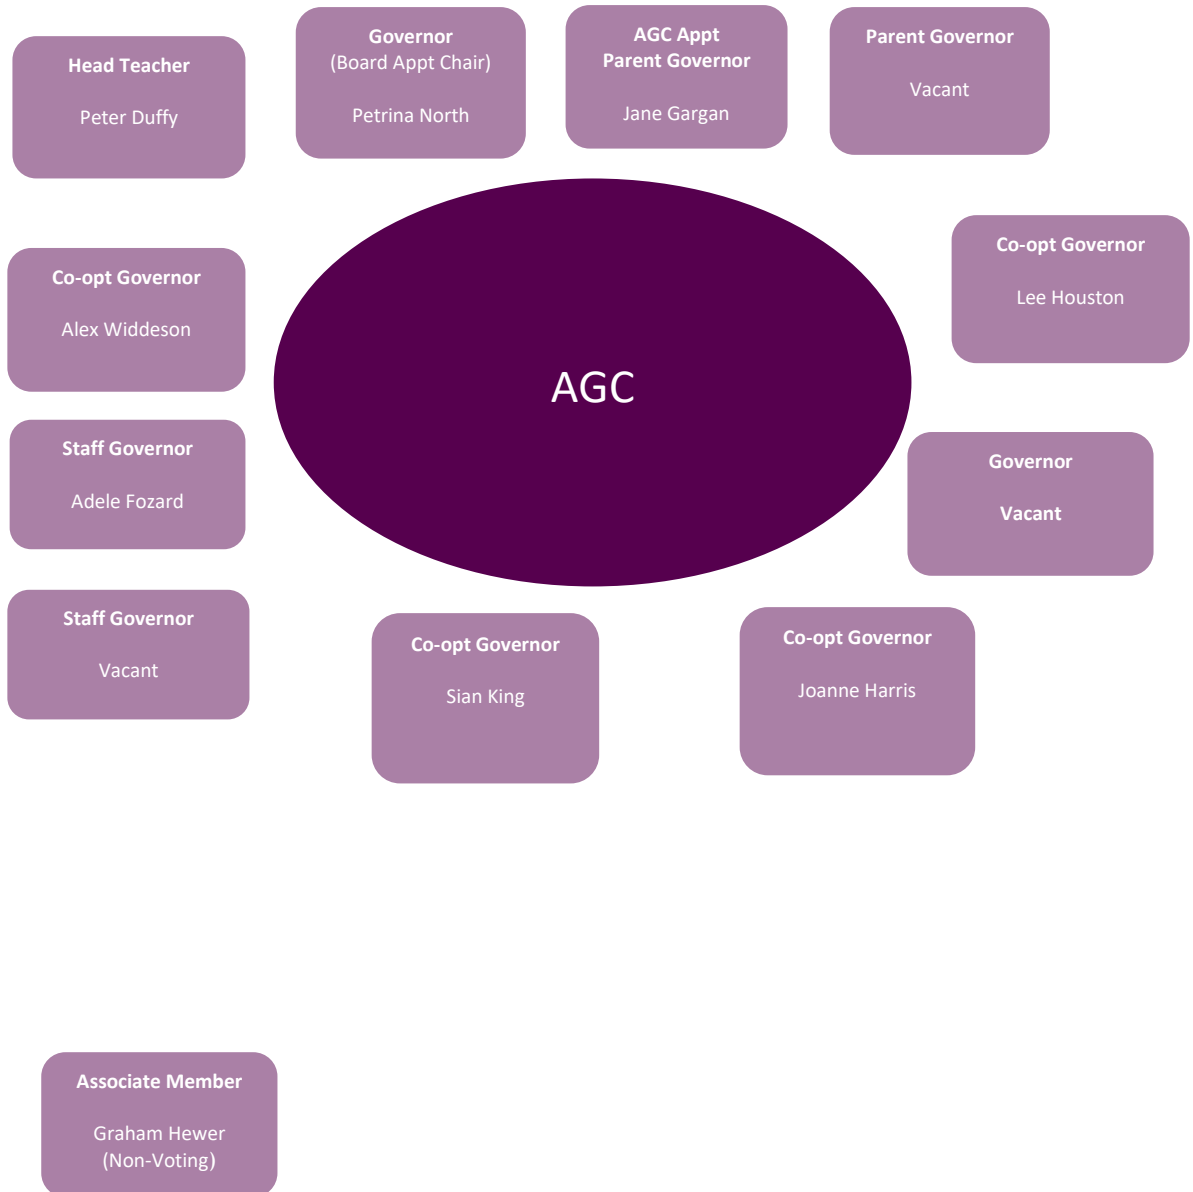 Head Teacher
Peter Duffy
Governor
(Board Appt Chair)
Petrina North
AGC Appt
Parent Governor
Jane Gargan
Parent Governor
Vacant
Co-opt Governor
Alex Widdeson
AGC
Co-opt Governor
Lee Houston
Staff Governor
Adele Fozard
Governor
Vacant
Staff Governor
Vacant
Co-opt Governor
Sian King
Co-opt Governor
Joanne Harris
Associate Member
Graham Hewer
(Non-Voting)